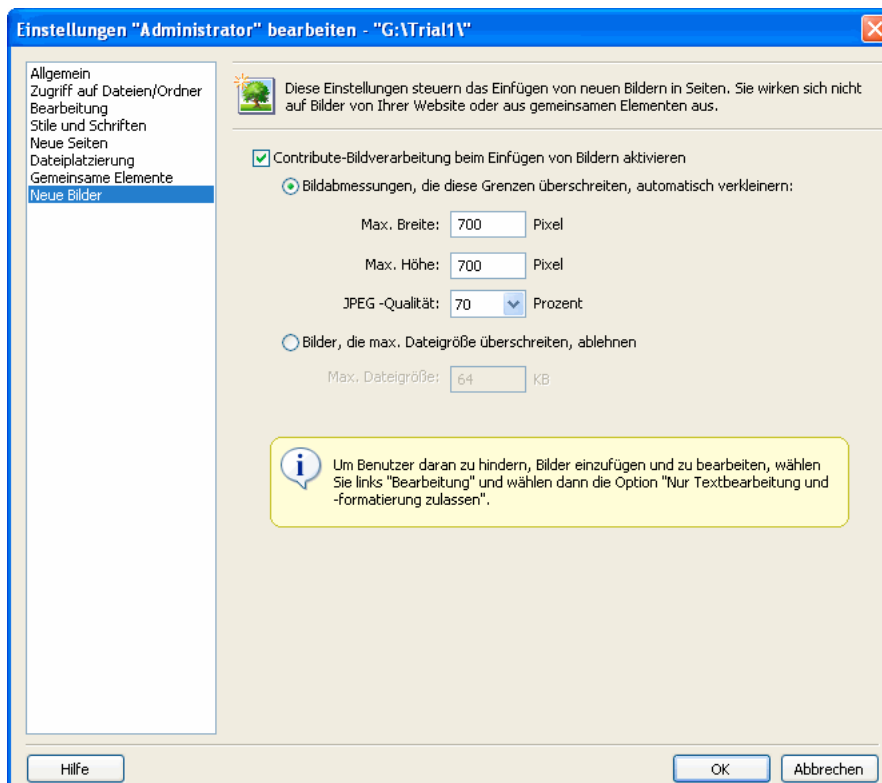 Einstellungen "Administrator" bearbeiten - "G:\Trial1\"
Allgemein
Zugriff auf Dateien/Ordner
Bearbeitung
Stile und Schriften
Neue Seiten
Dateiplatzierung
Gemeinsame Elemente
Neue Bilder
Diese Einstellungen steuern das Einfügen von neuen Bildern in Seiten. Sie wirken sich nicht
auf Bilder von Ihrer Website oder aus gemeinsamen Elementen aus.
Contribute-Bildverarbeitung beim Einfügen von Bildern aktivieren
Bildabmessungen, die diese Grenzen überschreiten, automatisch verkleinern:
Max. Breite: 700 Pixel
Max. Höhe: 700 Pixel
JPEG -Qualität: 70 Prozent
Bilder, die max. Dateigröße überschreiten, ablehnen
Max. Dateigröße: 64 KB
Um Benutzer daran zu hindern, Bilder einzufügen und zu bearbeiten, wählen
Sie links "Bearbeitung" und wählen dann die Option "Nur Textbearbeitung und
-formatierung zulassen".
Hilfe OK Abbrechen